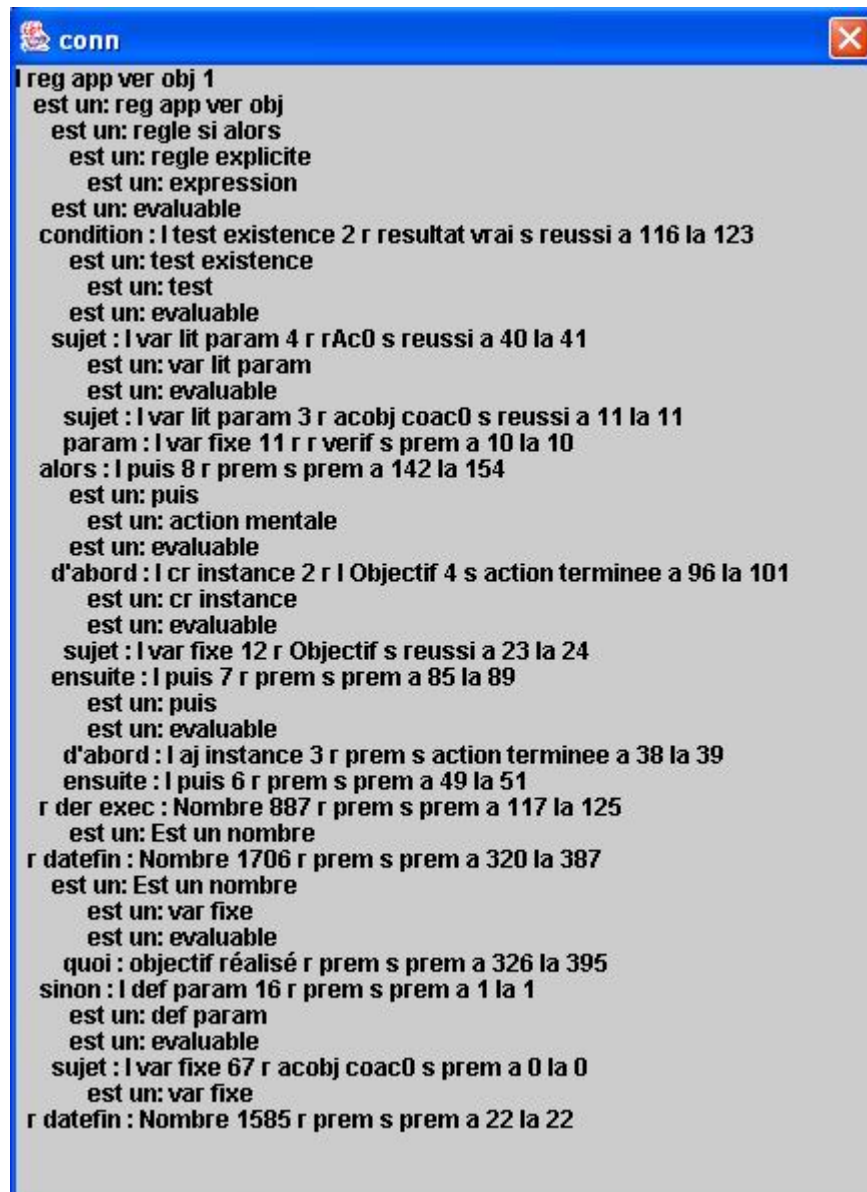 conn
I reg app ver obj 1
est un: reg app ver obj
est un: regle si alors
est un: regle explicite
est un: expression
est un: evaluable
condition : I test existence 2 r resultat vrai s reussi a 116 la 123
est un: test existence
est un: test
est un: evaluable
sujet : I var lit param 4 r rAc0 s reussi a 40 la 41
est un: var lit param
est un: evaluable
sujet : I var lit param 3 r acobj coac0 s reussi a 11 la 11
param : I var fixe 11 r r verif s prem a 10 la 10
alors : I puis 8 r prem s prem a 142 la 154
est un: puis
est un: action mentale
est un: evaluable
d'abord : I cr instance 2 r I Objectif 4 s action terminee a 96 la 101
est un: cr instance
est un: evaluable
sujet : I var fixe 12 r Objectif s reussi a 23 la 24
ensuite : I puis 7 r prem s prem a 85 la 89
est un: puis
est un: evaluable
d'abord : I aj instance 3 r prem s action terminee a 38 la 39
ensuite : I puis 6 r prem s prem a 49 la 51
r der exec : Nombre 887 r prem s prem a 117 la 125
est un: Est un nombre
r datefin : Nombre 1706 r prem s prem a 320 la 387
est un: Est un nombre
est un: var fixe
est un: evaluable
quoi : objectif réalisé r prem s prem a 326 la 395
sinon : I def param 16 r prem s prem a 1 la 1
est un: def param
est un: evaluable
sujet : I var fixe 67 r acobj coac0 s prem a 0 la 0
est un: var fixe
r datefin : Nombre 1585 r prem s prem a 22 la 22